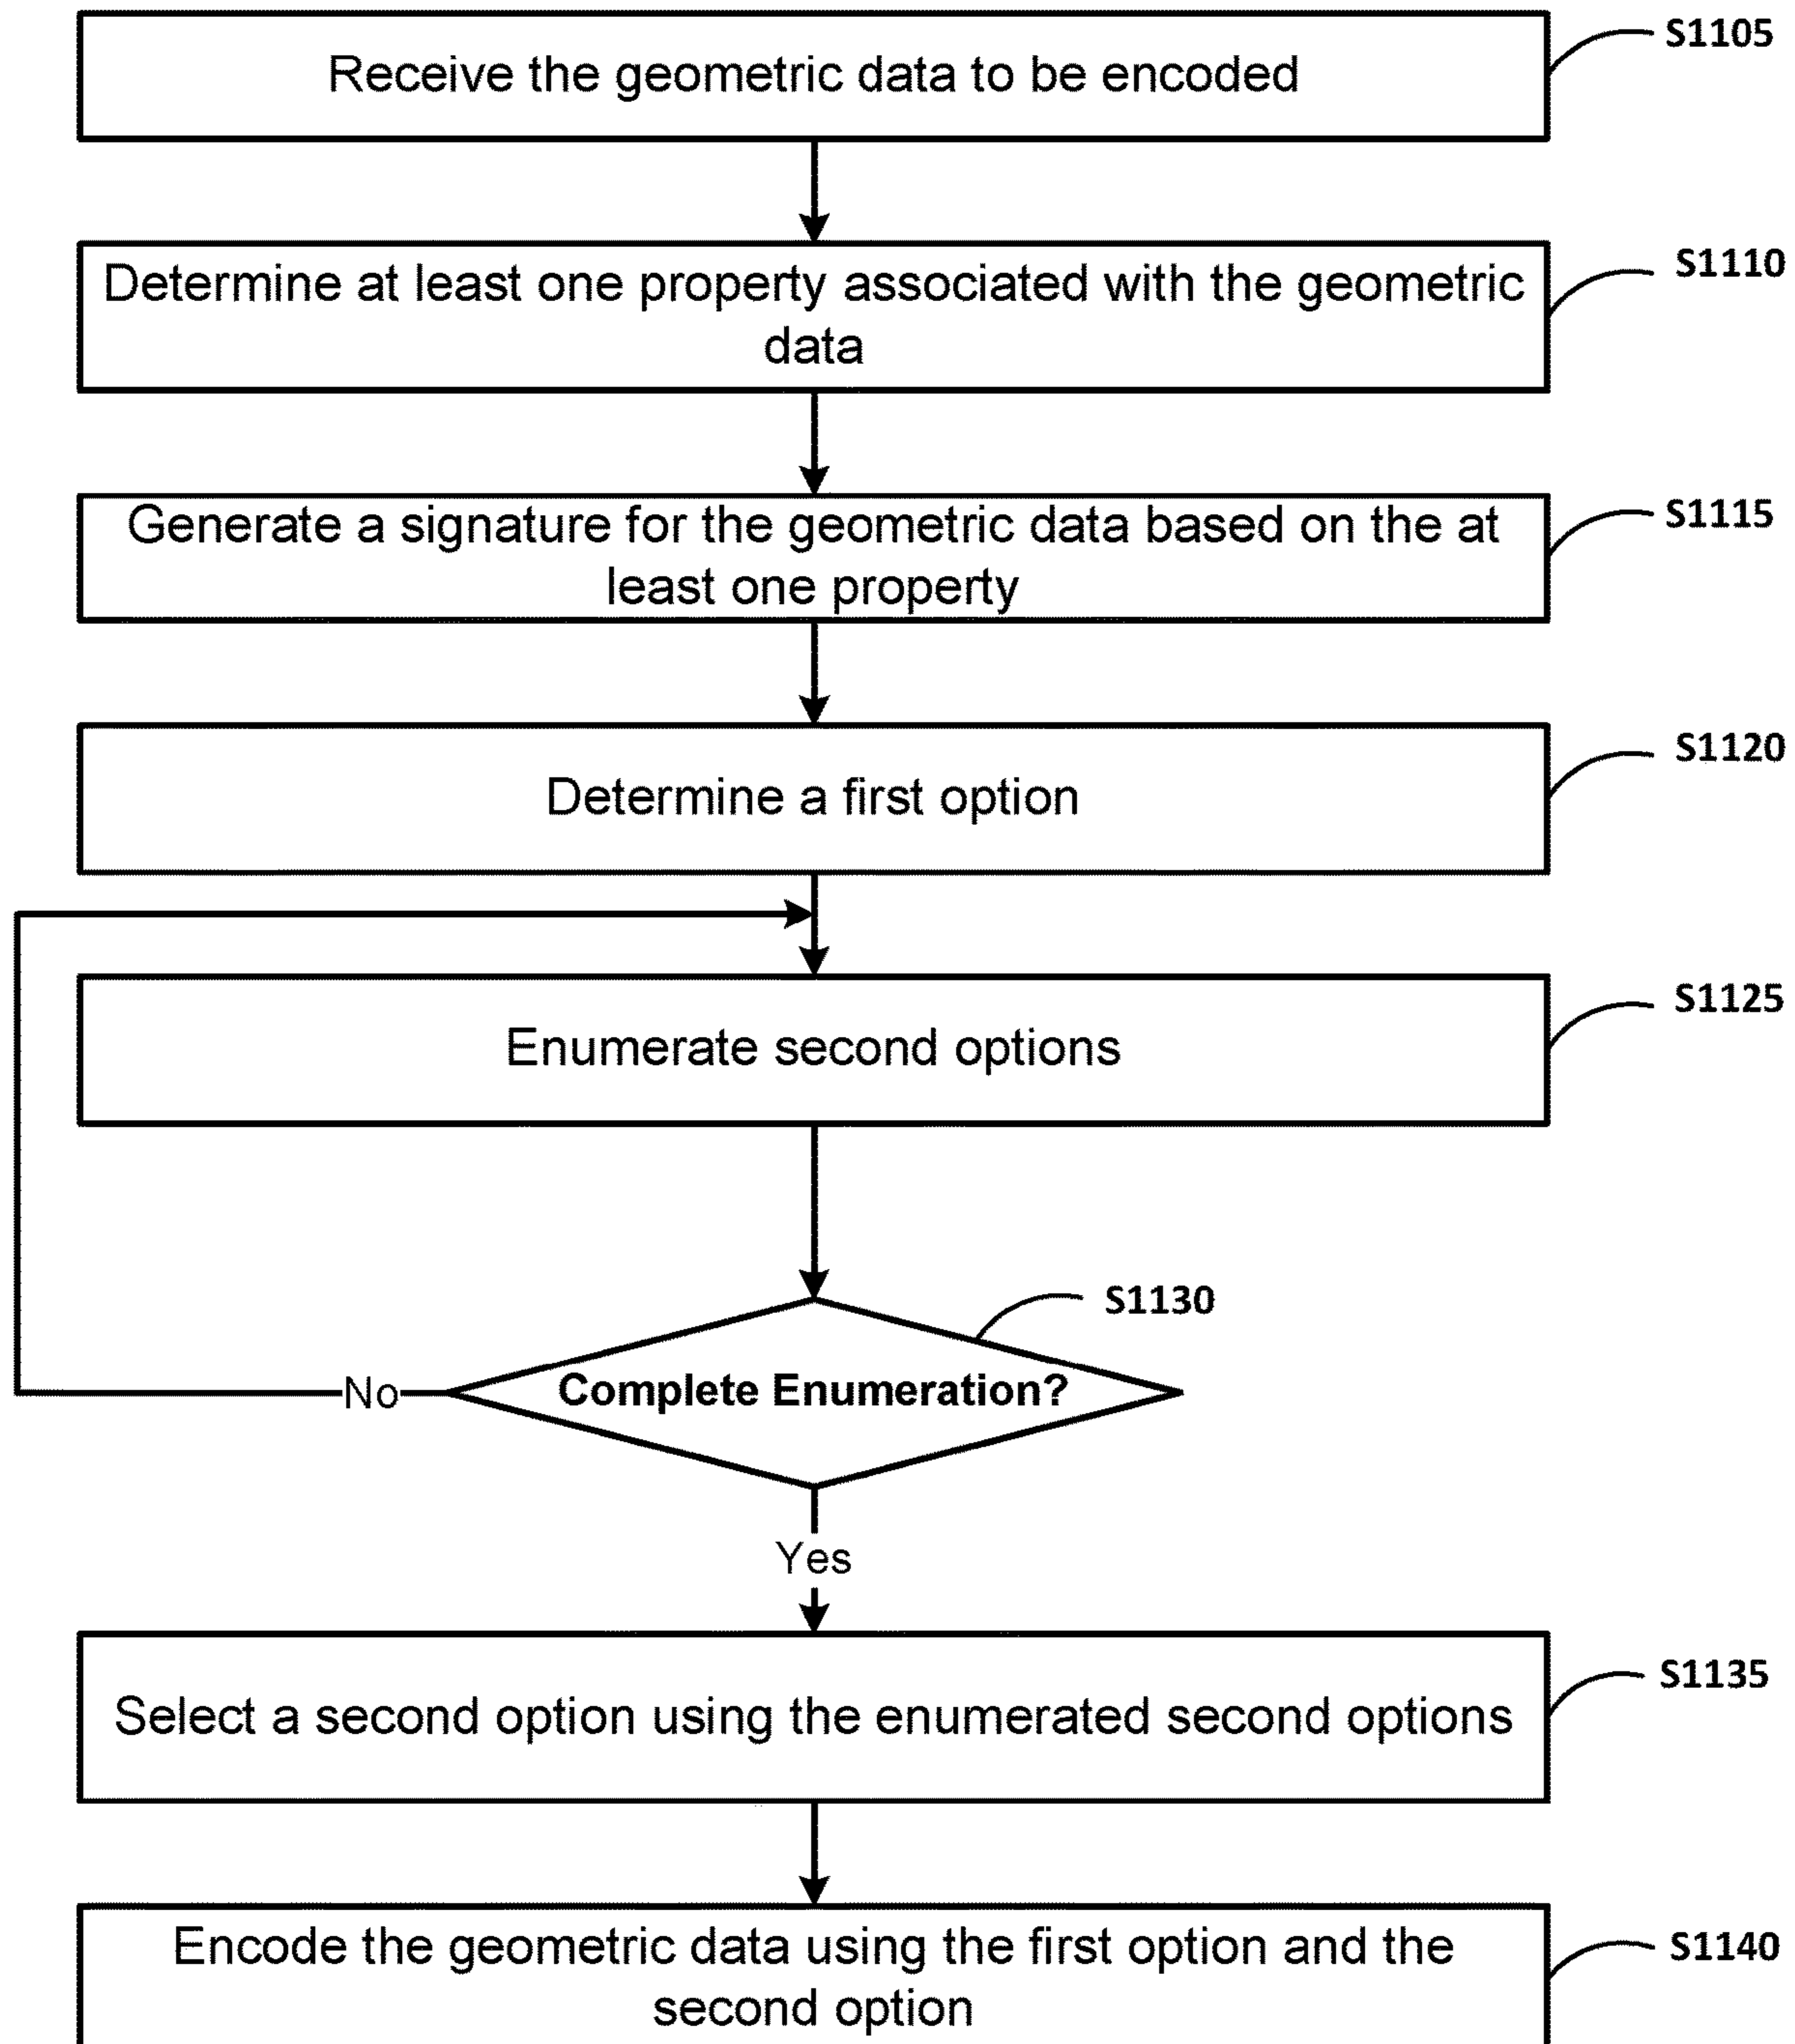 Receive the geometric data to be encoded
S1105
Determine at least one property associated with the geometric
data
S1110
Generate a signature for the geometric data based on the at
least one property
S1115
Determine a first option
S1120
Enumerate second options
S1125
Complete Enumeration?
S1130
No
Yes
Select a second option using the enumerated second options
S1135
Encode the geometric data using the first option and the
second option
S1140